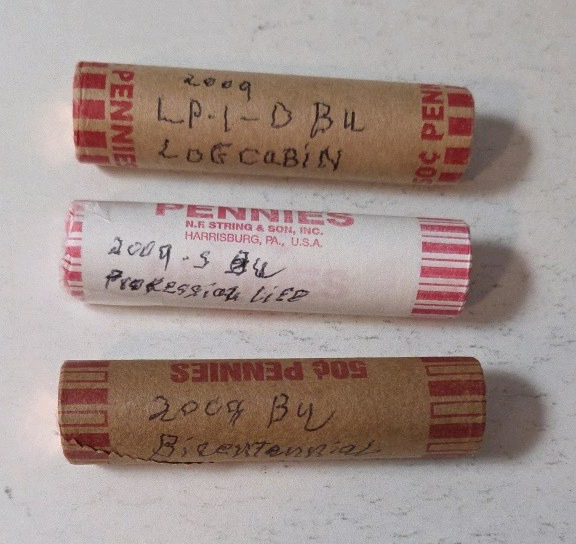 PENNIES
50¢ PEN
2009
LP-1-D BU
LOG CABIN
PENNIES
N.F. STRING & SON, INC.
HARRISBURG, PA., U.S.A.
2009-S BU
Professional LIFE
50¢ PENNIES
2009 BU
Bicentennial